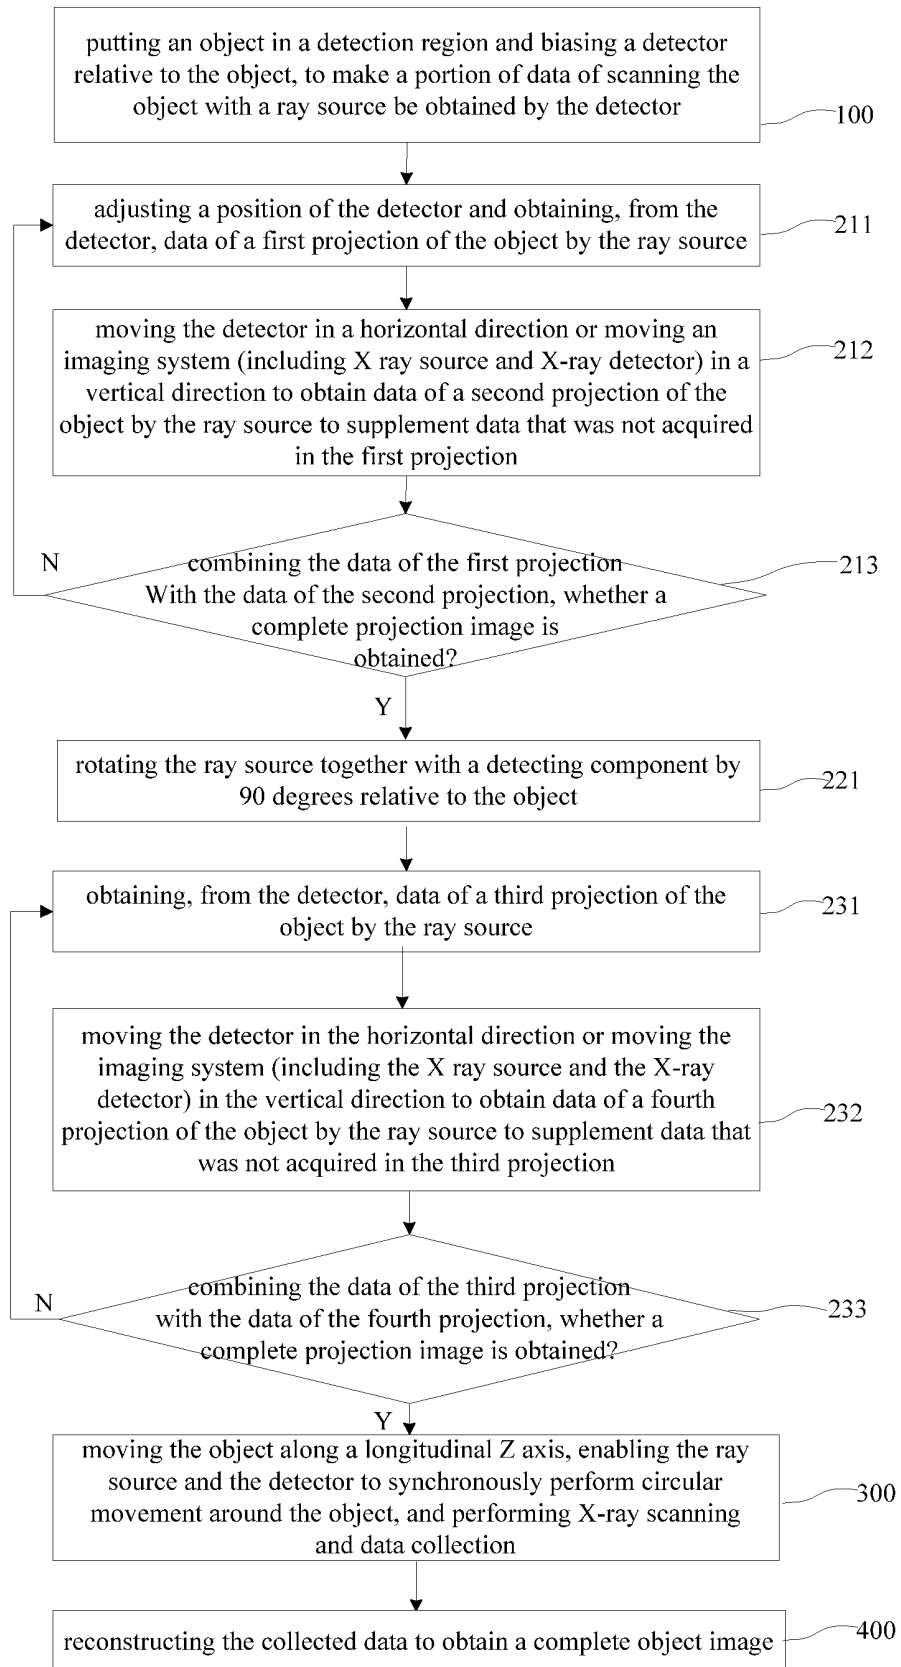 putting an object in a detection region and biasing a detector
relative to the object, to make a portion of data of scanning the
object with a ray source be obtained by the detector
100
adjusting a position of the detector and obtaining, from the
detector, data of a first projection of the object by the ray source
211
moving the detector in a horizontal direction or moving an
imaging system (including X ray source and X-ray detector) in a
vertical direction to obtain data of a second projection of the
object by the ray source to supplement data that was not acquired
in the first projection
212
N
combining the data of the first projection
With the data of the second projection, whether a
complete projection image is
obtained?
213
Y
rotating the ray source together with a detecting component by
90 degrees relative to the object
221
obtaining, from the detector, data of a third projection of the
object by the ray source
231
moving the detector in the horizontal direction or moving the
imaging system (including the X ray source and the X-ray
detector) in the vertical direction to obtain data of a fourth
projection of the object by the ray source to supplement data that
was not acquired in the third projection
232
N
combining the data of the third projection
with the data of the fourth projection, whether a
complete projection image is obtained?
233
Y
moving the object along a longitudinal Z axis, enabling the ray
source and the detector to synchronously perform circular
movement around the object, and performing X-ray scanning
and data collection
300
reconstructing the collected data to obtain a complete object image
400